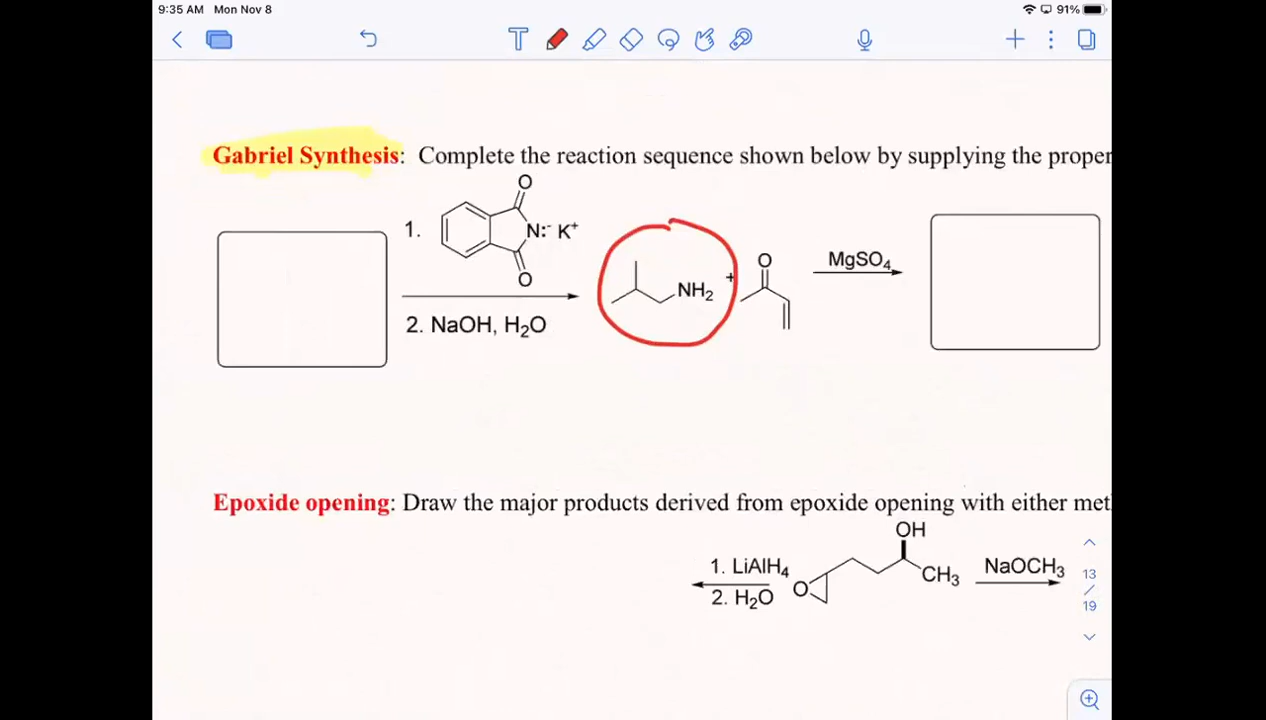 9:35 AM Mon Nov 8
91%
T
Gabriel Synthesis: Complete the reaction sequence shown below by supplying the proper
O
1. N:⁻ K⁺
O
2. NaOH, H₂O
NH₂
+
O
MgSO₄
Epoxide opening: Draw the major products derived from epoxide opening with either
1. LiAlH₄
2. H₂O
O
OH
CH₃
NaOCH₃
13
/
19